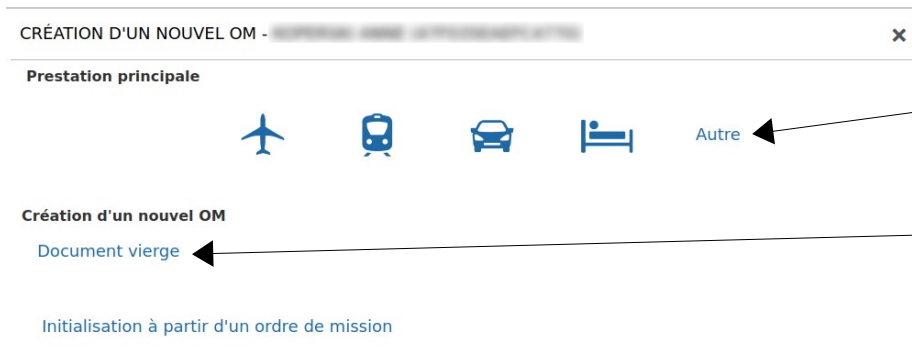 CRÉATION D'UN NOUVEL OM -
Prestation principale
Autre
Création d'un nouvel OM
Document vierge
Initialisation à partir d'un ordre de mission